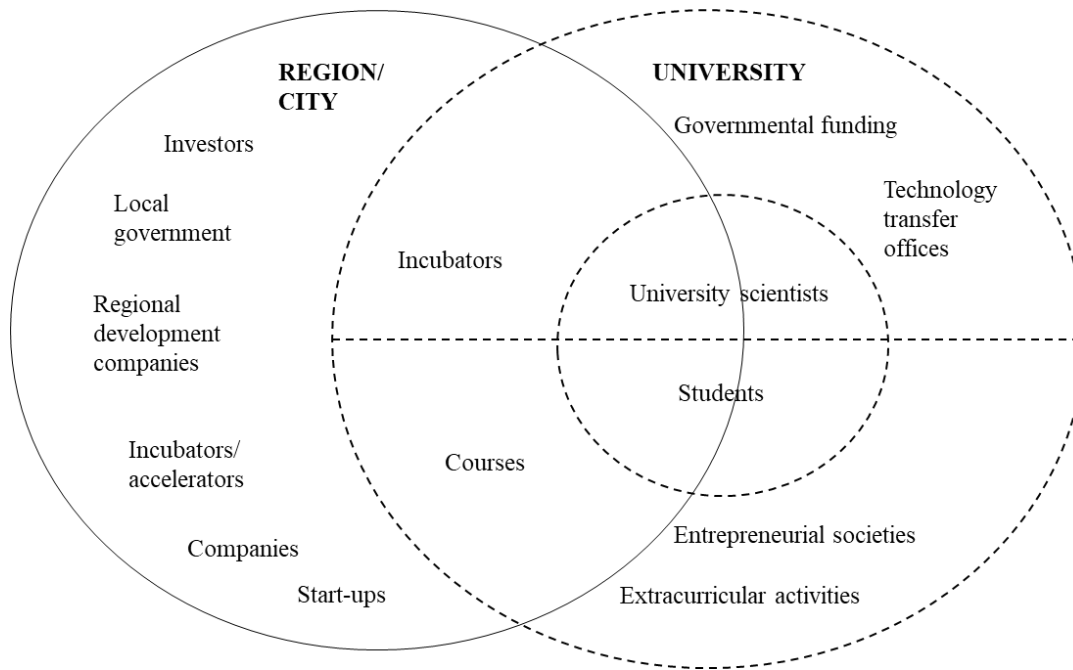 REGION/
CITY
UNIVERSITY
Investors
Governmental funding
Local
government
Technology
transfer
offices
Incubators
University scientists
Regional
development
companies
Students
Incubators/
accelerators
Courses
Companies
Entrepreneurial societies
Start-ups
Extracurricular activities